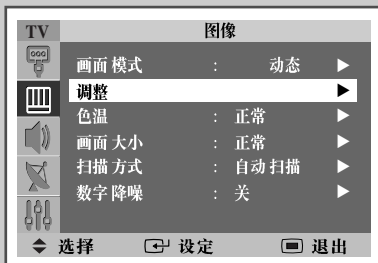 TV 图像
画面 模式 : 动态
调整
色温 : 正常
画面 大小 : 正常
扫描 方式 : 自动 扫描
数字 降噪 : 关
选择 设定 退出